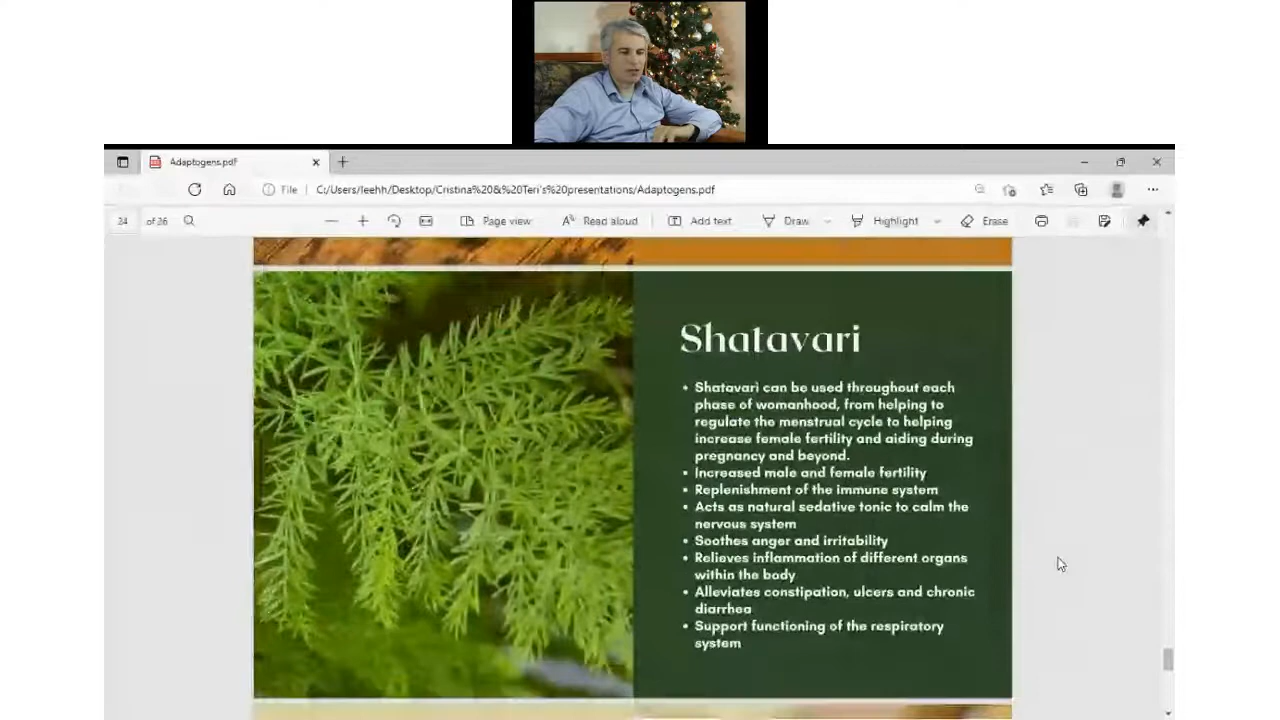 Adaptogens.pdf
File
C:/Users/leehh/Desktop/Cristina%20&%20Teri's%20presentations/Adaptogens.pdf
24 of 26
Page view
Read aloud
Add text
Draw
Highlight
Erase
Shatavari
• Shatavari can be used throughout each
phase of womanhood, from helping to
regulate the menstrual cycle to helping
increase female fertility and aiding during
pregnancy and beyond.
• Increased male and female fertility
• Replenishment of the immune system
• Acts as natural sedative tonic to calm the
nervous system
• Soothes anger and irritability
• Relieves inflammation of different organs
within the body
• Alleviates constipation, ulcers and chronic
diarrhea
• Support functioning of the respiratory
system